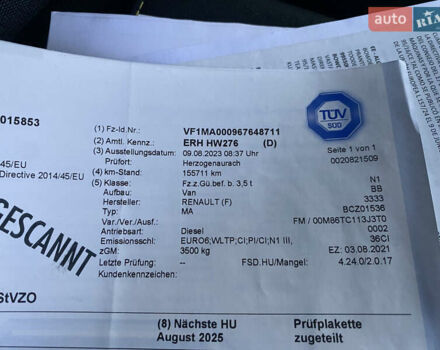 auto RIA
015853
TÜV
SÜD
(1) Fz-Id.Nr.: VF1MA000967648711
(2) Amtl. Kennz.: ERH HW276 (D)
(3) Ausstellungsdatum: 09.08.2023 08:37 Uhr Seite 1 von 1
Prüfort: Herzogenaurach 0020821509
45/EU (4) km-Stand: 155711 km
Directive 2014/45/EU (5) Klasse: Fz.z.Gü.bef. b. 3,5 t N1
Aufbau: Van BB
Hersteller: RENAULT (F) 3333
Typ: MA BCZ01536
Var./Ver./Ausf: FM / 00M86TC113J3T0
Antriebsart: Diesel 0002
Emissionsschl.: EURO6;WLTP;CI;PI/CI; N1 III, 36CI
zGM: 3500 kg EZ: 03.08.2021
Letzte Prüfung: -- FSD.HU/Mangel: 4.24.0/2.0.17
Kundenkennzeichen:
GESCANNT
StVZO
(8) Nächste HU Prüfplakette
August 2025 zugeteilt